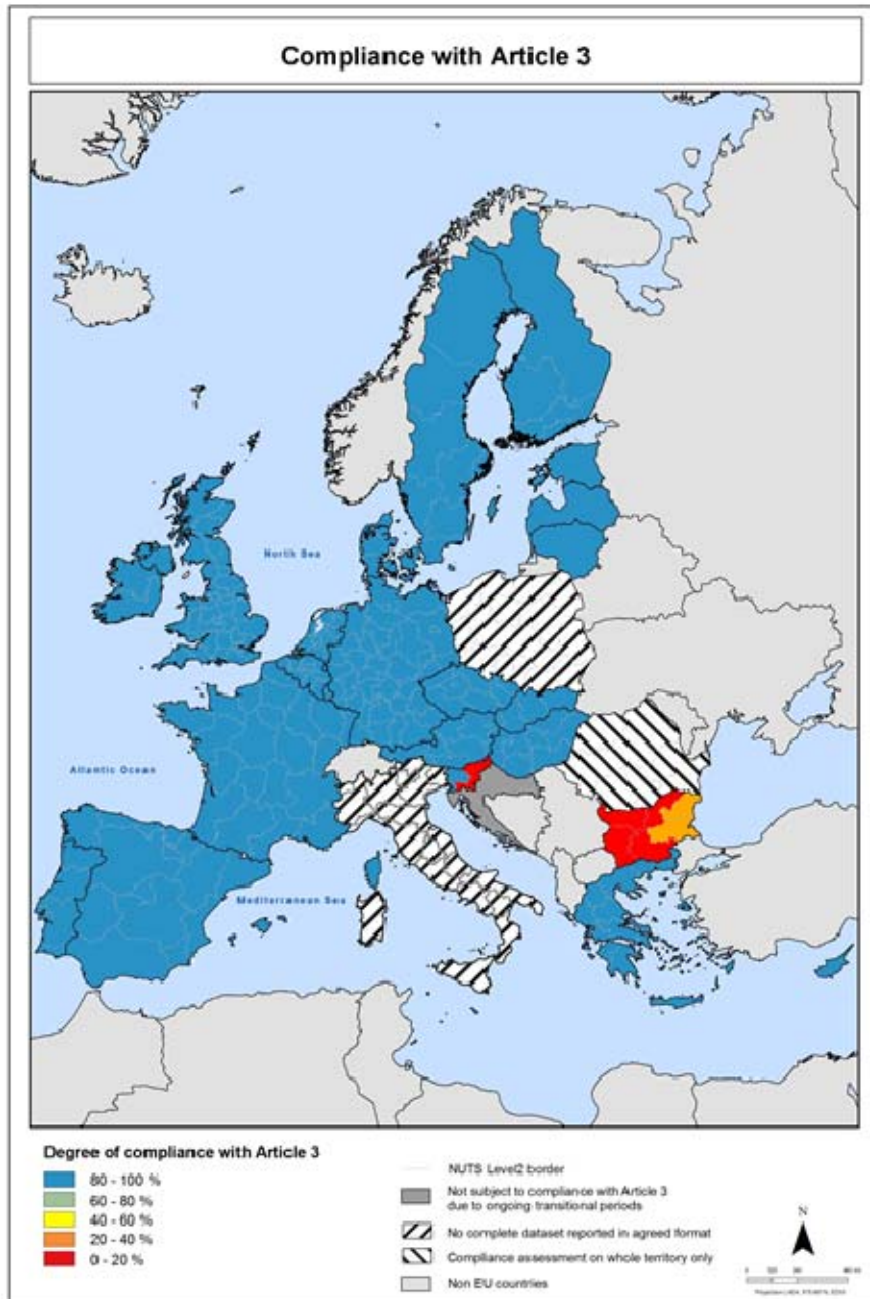 Compliance with Article 3
North Sea
Atlantic Ocean
Mediterranean Sea
Degree of compliance with Article 3
80 - 100 %
60 - 80 %
40 - 60 %
20 - 40 %
0 - 20 %
NUTS Level2 border
Not subject to compliance with Article 3
due to ongoing transitional periods
No complete dataset reported in agreed format
Compliance assessment on whole territory only
Non EU countries
N